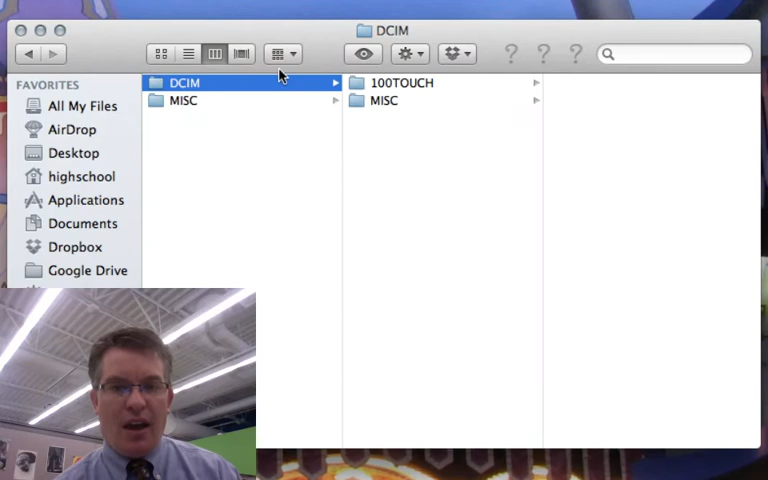 DCIM
FAVORITES
All My Files
AirDrop
Desktop
highschool
Applications
Documents
Dropbox
Google Drive
DCIM
MISC
100TOUCH
MISC